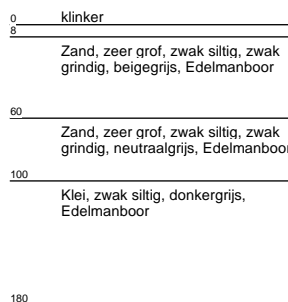 0 klinker
8
Zand, zeer grof, zwak siltig, zwak
grindig, beigegrijs, Edelmanboor
60
Zand, zeer grof, zwak siltig, zwak
grindig, neutraalgrijs, Edelmanboor
100
Klei, zwak siltig, donkergrijs,
Edelmanboor
180